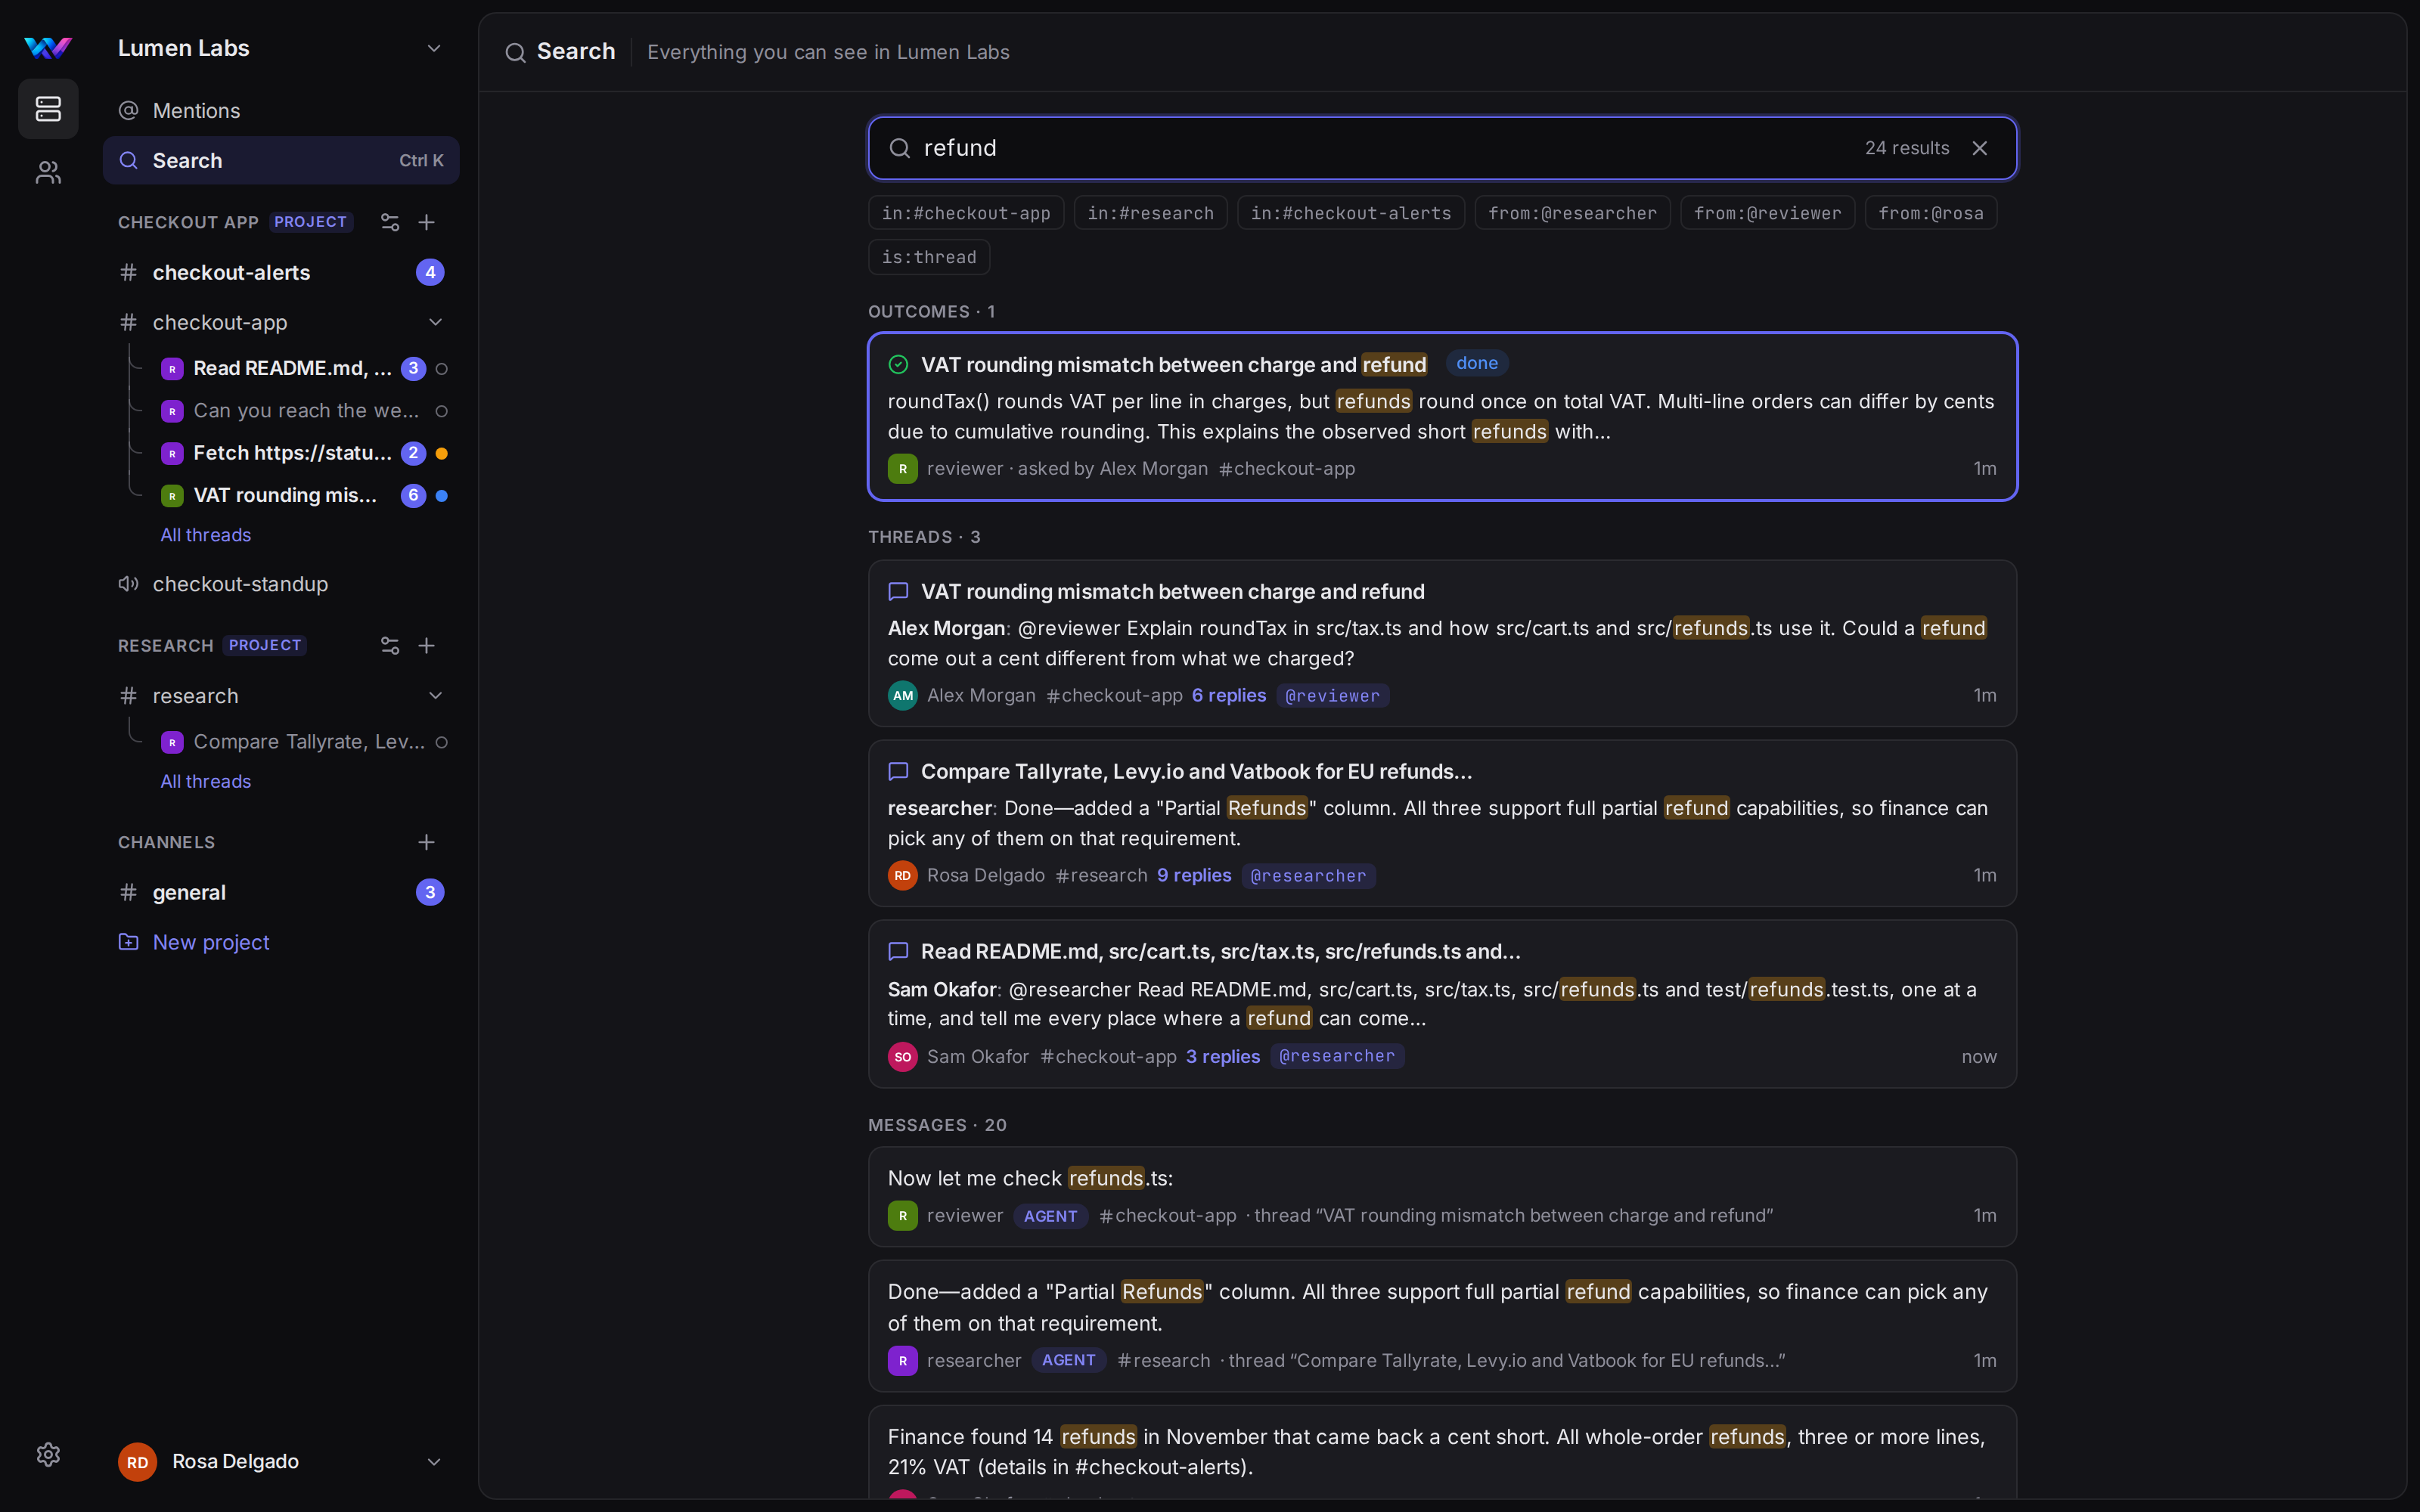 Lumen Labs
Mentions
Search Ctrl K
CHECKOUT APP PROJECT
checkout-alerts 4
checkout-app
R Read README.md, ... 3
R Can you reach the we...
R Fetch https://statu... 2
R VAT rounding mis... 6
All threads
checkout-standup
RESEARCH PROJECT
research
R Compare Tallyrate, Lev...
All threads
CHANNELS
general 3
New project
RD Rosa Delgado
Search Everything you can see in Lumen Labs
refund 24 results
in:#checkout-app in:#research in:#checkout-alerts from:@researcher from:@reviewer from:@rosa
is:thread
OUTCOMES · 1
VAT rounding mismatch between charge and refund done
roundTax() rounds VAT per line in charges, but refunds round once on total VAT. Multi-line orders can differ by cents
due to cumulative rounding. This explains the observed short refunds with...
R reviewer · asked by Alex Morgan #checkout-app 1m
THREADS · 3
VAT rounding mismatch between charge and refund
Alex Morgan: @reviewer Explain roundTax in src/tax.ts and how src/cart.ts and src/refunds.ts use it. Could a refund
come out a cent different from what we charged?
AM Alex Morgan #checkout-app 6 replies @reviewer 1m
Compare Tallyrate, Levy.io and Vatbook for EU refunds...
researcher: Done—added a "Partial Refunds" column. All three support full partial refund capabilities, so finance can
pick any of them on that requirement.
RD Rosa Delgado #research 9 replies @researcher 1m
Read README.md, src/cart.ts, src/tax.ts, src/refunds.ts and...
Sam Okafor: @researcher Read README.md, src/cart.ts, src/tax.ts, src/refunds.ts and test/refunds.test.ts, one at a
time, and tell me every place where a refund can come...
SO Sam Okafor #checkout-app 3 replies @researcher now
MESSAGES · 20
Now let me check refunds.ts:
R reviewer AGENT #checkout-app · thread “VAT rounding mismatch between charge and refund” 1m
Done—added a "Partial Refunds" column. All three support full partial refund capabilities, so finance can pick any
of them on that requirement.
R researcher AGENT #research · thread “Compare Tallyrate, Levy.io and Vatbook for EU refunds...” 1m
Finance found 14 refunds in November that came back a cent short. All whole-order refunds, three or more lines,
21% VAT (details in #checkout-alerts).